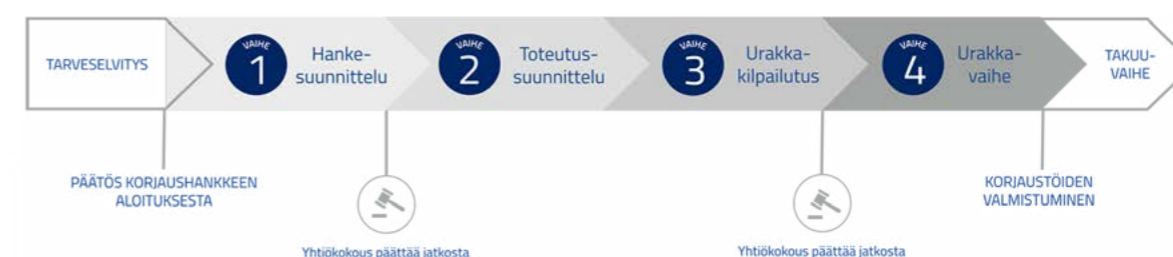 TARVESELVITYS
VAIHE
1
Hanke-
suunnittelu
VAIHE
2
Toteutus-
suunnittelu
VAIHE
3
Urakka-
kilpailutus
VAIHE
4
Urakka-
vaihe
TAKUU-
VAIHE
PÄÄTÖS KORJAUSHANKKEEN
ALOITUKSESTA
Yhtiökokous päättää jatkosta
Yhtiökokous päättää jatkosta
KORJAUSTÖIDEN
VALMISTUMINEN